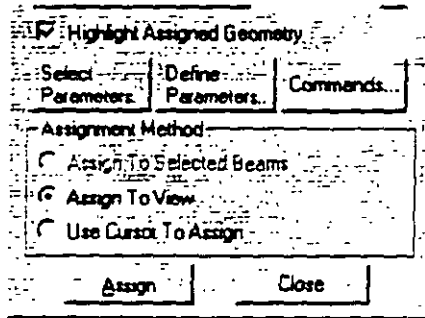 Highlight Assigned Geometry
Select Parameters.. Define Parameters.. Commands...
Assignment Method
Assign To Selected Beams
Assign To View
Use Cursor To Assign
Assign Close